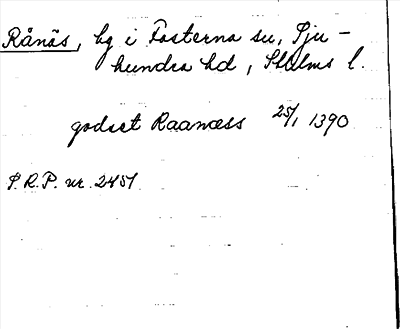 Rånäs, by i Fasterna sn, Sju-
hundra hd, Sthlms l.
godset Raanæss 25/1 1390
S.R.P. nr. 2451